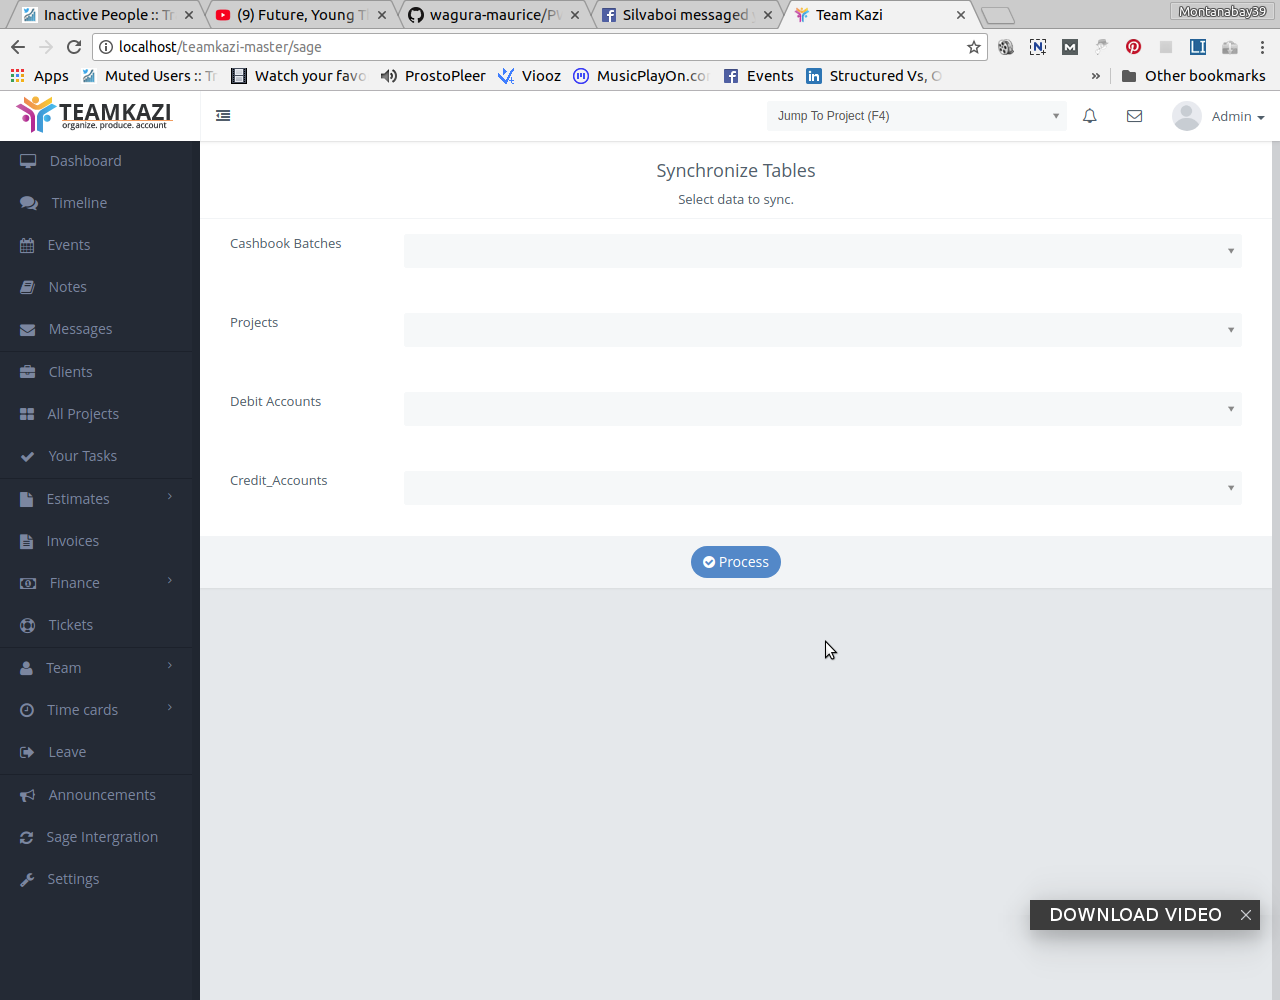 Inactive People :: Tr
(9) Future, Young T
wagura-maurice/P
Silvaboi messaged
Team Kazi
Montanabay39
localhost/teamkazi-master/sage
Apps
Muted Users :: Tr
Watch your favo
ProstoPleer
Viooz
MusicPlayOn.co
Events
Structured Vs, O
»
Other bookmarks
TEAMKAZI
organize. produce. account
Jump To Project (F4)
Admin
Dashboard
Timeline
Events
Notes
Messages
Clients
All Projects
Your Tasks
Estimates
Invoices
Finance
Tickets
Team
Time cards
Leave
Announcements
Sage Intergration
Settings
Synchronize Tables
Select data to sync.
Cashbook Batches
Projects
Debit Accounts
Credit_Accounts
Process
DOWNLOAD VIDEO